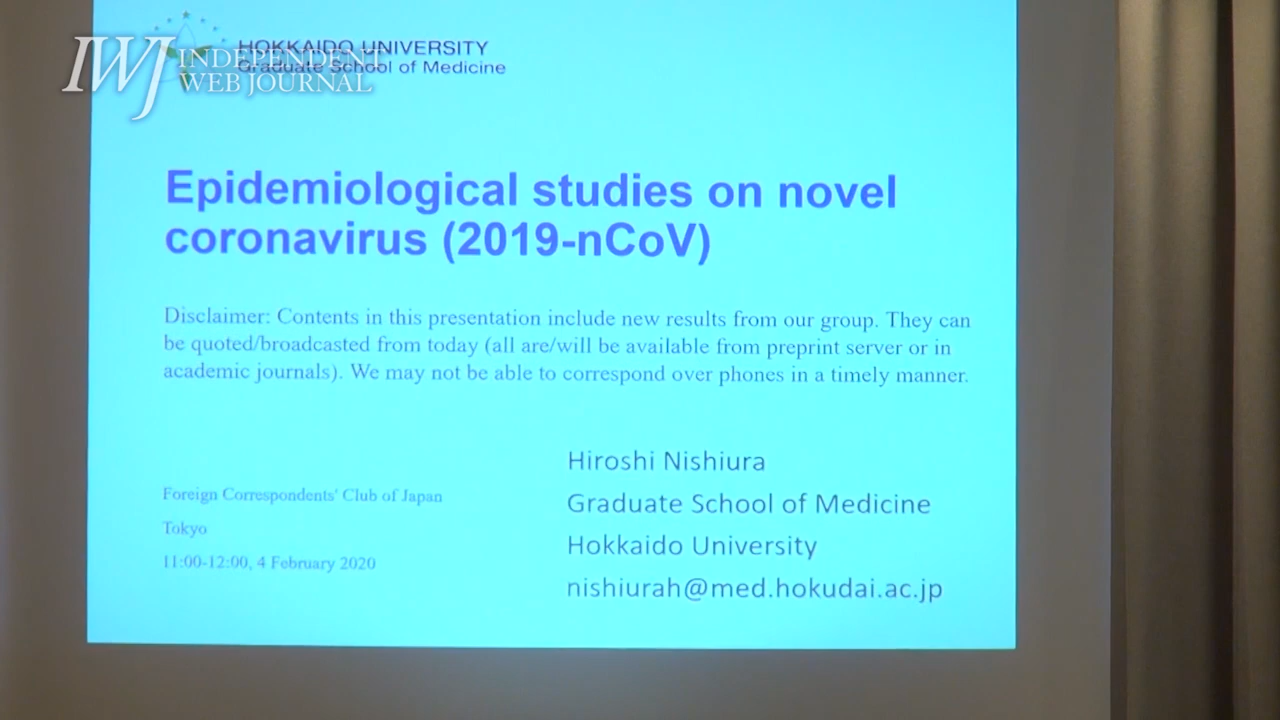 IWJ INDEPENDENT
WEB JOURNAL
HOKKAIDO UNIVERSITY
Graduate School of Medicine
Epidemiological studies on novel
coronavirus (2019-nCoV)
Disclaimer: Contents in this presentation include new results from our group. They can
be quoted/broadcasted from today (all are/will be available from preprint server or in
academic journals). We may not be able to correspond over phones in a timely manner.
Hiroshi Nishiura
Graduate School of Medicine
Hokkaido University
nishiurah@med.hokudai.ac.jp
Foreign Correspondents' Club of Japan
Tokyo
11:00-12:00, 4 February 2020